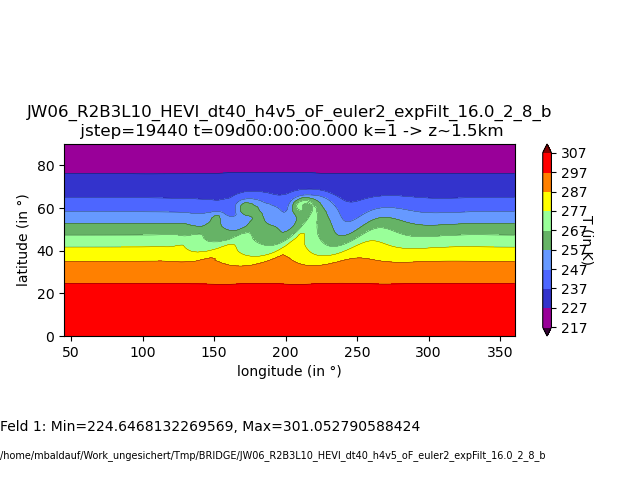 JW06_R2B3L10_HEVI_dt40_h4v5_oF_euler2_expFilt_16.0_2_8_b
jstep=19440 t=09d00:00:00.000 k=1 -> z~1.5km
80
60
40
20
0
latitude (in °)
50 100 150 200 250 300 350
longitude (in °)
307
297
287
277
267
257
247
237
227
217
T (in K)
Feld 1: Min=224.6468132269569, Max=301.052790588424
/home/mbaldauf/Work_ungesichert/Tmp/BRIDGE/JW06_R2B3L10_HEVI_dt40_h4v5_oF_euler2_expFilt_16.0_2_8_b